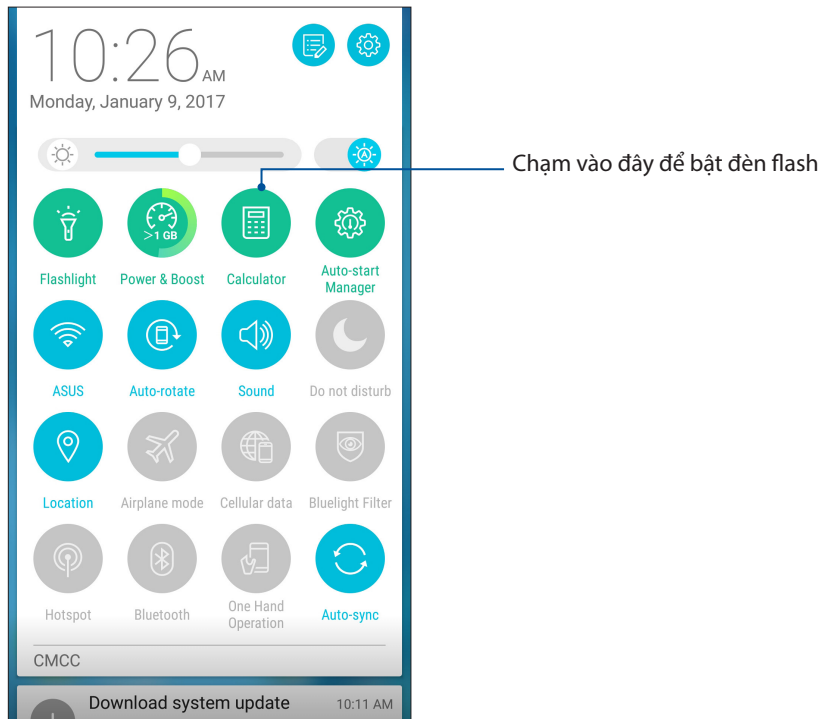 10:26 AM
Monday, January 9, 2017
A
Chạm vào đây để bật đèn flash
>1 GB
Flashlight
Power & Boost
Calculator
Auto-start
Manager
ASUS
Auto-rotate
Sound
Do not disturb
Location
Airplane mode
Cellular data
Bluelight Filter
Hotspot
Bluetooth
One Hand
Operation
Auto-sync
CMCC
Download system update 10:11 AM